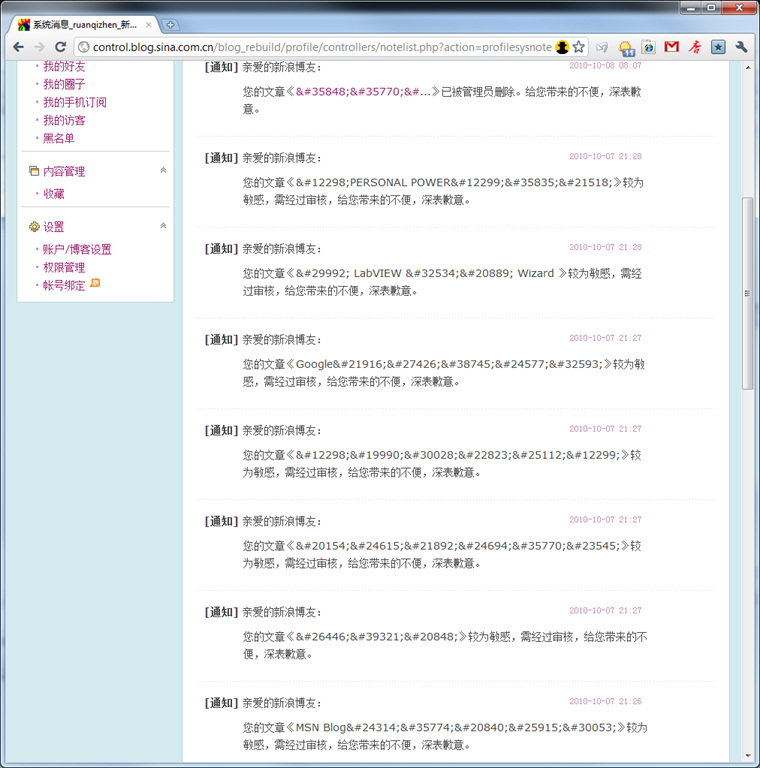 系统消息_ruanqizhen_新...
control.blog.sina.com.cn/blog_rebuild/profile/controllers/notelist.php?action=profilesysnote
我的好友
我的圈子
我的手机订阅
我的访客
黑名单
内容管理
收藏
设置
账户/博客设置
权限管理
帐号绑定
[通知] 亲爱的新浪博友： 2010-10-08 08:07
您的文章《&#35848;&#35770;&#...》已被管理员删除。给您带来的不便，深表歉
意。
[通知] 亲爱的新浪博友： 2010-10-07 21:28
您的文章《&#12298;PERSONAL POWER&#12299;&#35835;&#21518;》较为
敏感，需经过审核，给您带来的不便，深表歉意。
[通知] 亲爱的新浪博友： 2010-10-07 21:28
您的文章《&#29992; LabVIEW &#32534;&#20889; Wizard 》较为敏感，需经
过审核，给您带来的不便，深表歉意。
[通知] 亲爱的新浪博友： 2010-10-07 21:27
您的文章《Google&#21916;&#27426;&#38745;&#24577;&#32593;》较为敏
感，需经过审核，给您带来的不便，深表歉意。
[通知] 亲爱的新浪博友： 2010-10-07 21:27
您的文章《&#12298;&#19990;&#30028;&#22823;&#25112;&#12299;》较
为敏感，需经过审核，给您带来的不便，深表歉意。
[通知] 亲爱的新浪博友： 2010-10-07 21:27
您的文章《&#20154;&#24615;&#21892;&#24694;&#35770;&#23545;》较
为敏感，需经过审核，给您带来的不便，深表歉意。
[通知] 亲爱的新浪博友： 2010-10-07 21:27
您的文章《&#26446;&#39321;&#20848;》较为敏感，需经过审核，给您带来的不
便，深表歉意。
[通知] 亲爱的新浪博友： 2010-10-07 21:26
您的文章《MSN Blog&#24314;&#35774;&#20840;&#25915;&#30053;》较为
敏感，需经过审核，给您带来的不便，深表歉意。